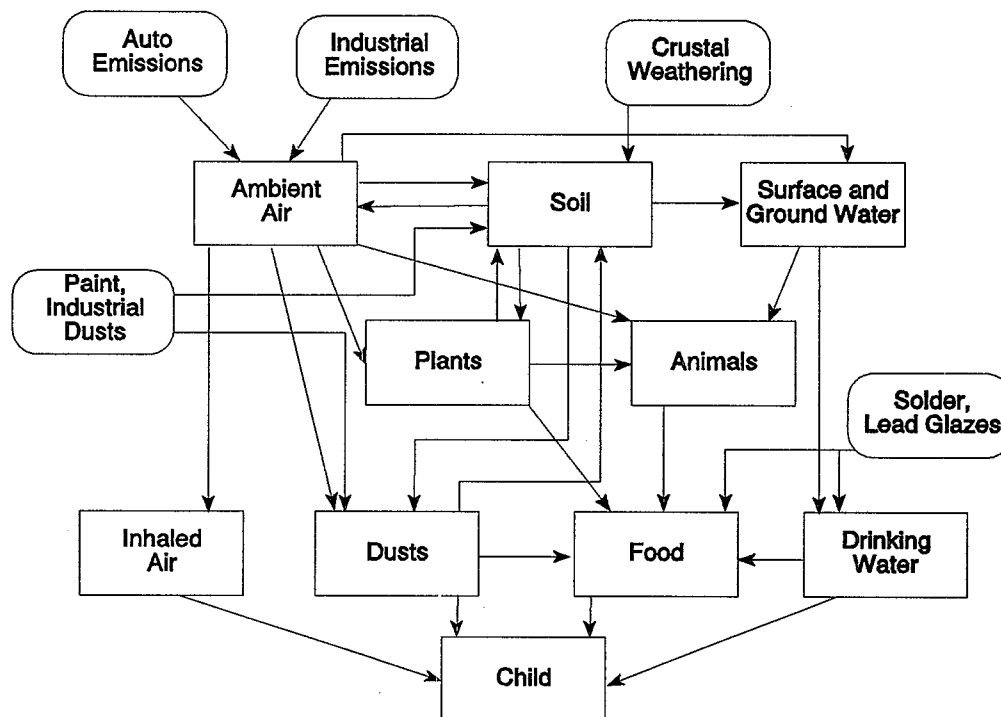 Auto
Emissions
Industrial
Emissions
Crustal
Weathering
Ambient
Air
Soil
Surface and
Ground Water
Paint,
Industrial
Dusts
Plants
Animals
Solder,
Lead Glazes
Inhaled
Air
Dusts
Food
Drinking
Water
Child